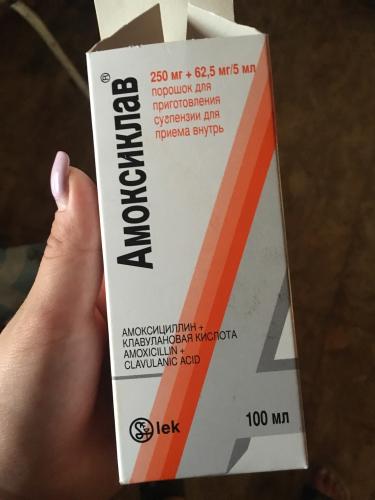 Амоксиклав®
250 мг + 62,5 мг/5 мл
порошок для
приготовления
суспензии для
приема внутрь
АМОКСИЦИЛЛИН +
КЛАВУЛАНОВАЯ КИСЛОТА
AMOXICILLIN +
CLAVULANIC ACID
lek
100 мл